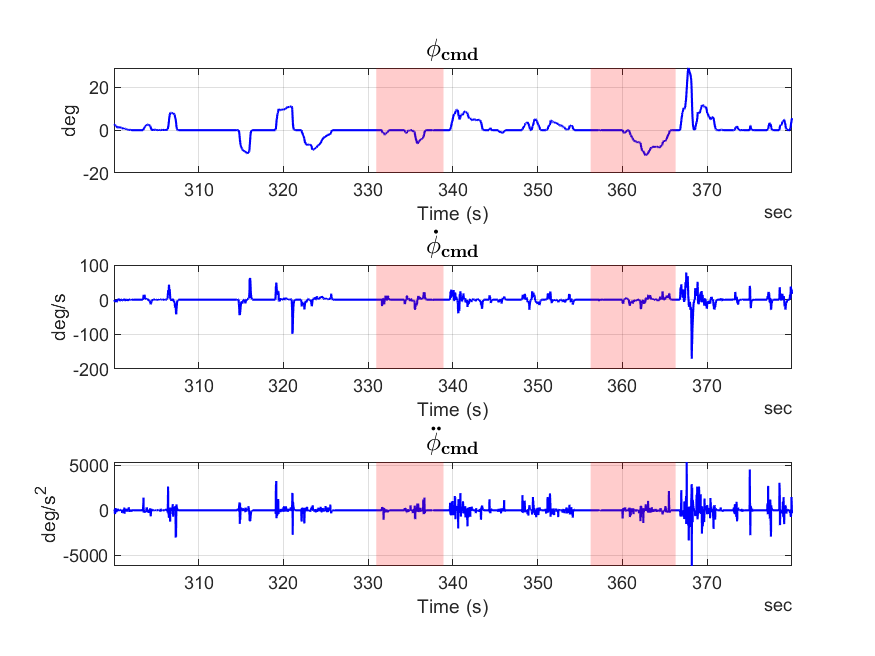 ϕ̇cmd
20
0
-20
deg
310 320 330 340 350 360 370
Time (s)
sec
ϕ̇cmd
100
0
-100
-200
deg/s
310 320 330 340 350 360 370
Time (s)
sec
ϕ̈cmd
5000
0
-5000
deg/s²
310 320 330 340 350 360 370
Time (s)
sec